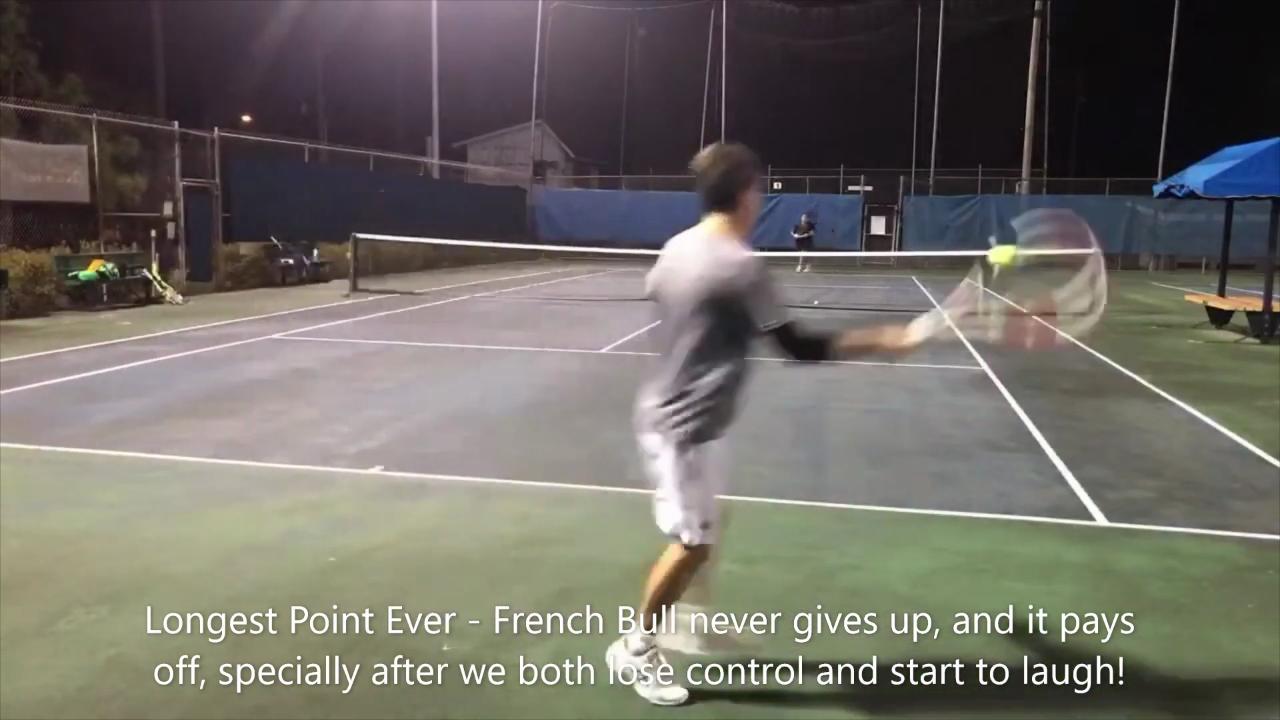 Longest Point Ever - French Bull never gives up, and it pays
off, specially after we both lose control and start to laugh!